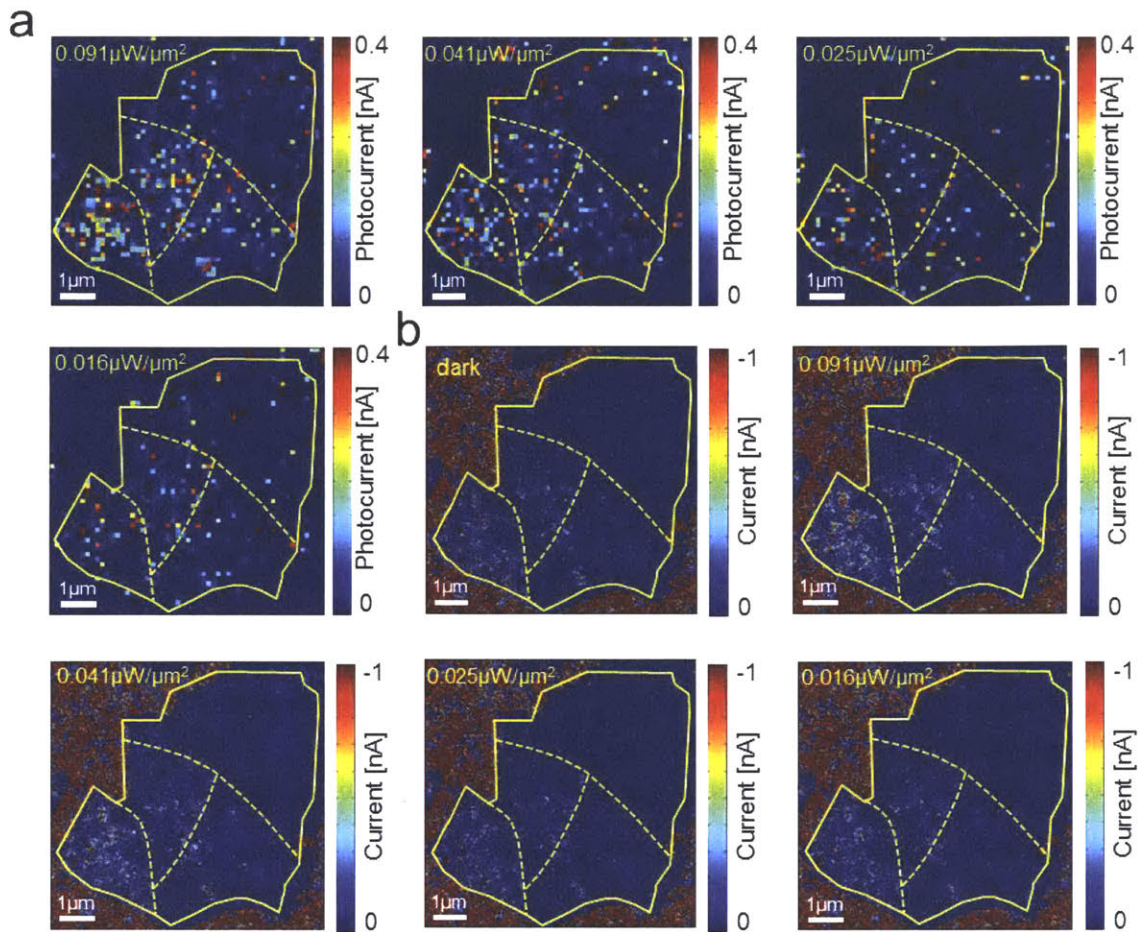 a
0.091μW/μm²
0.4
Photocurrent [nA]
0
1μm
0.041μW/μm²
0.4
Photocurrent [nA]
0
1μm
0.025μW/μm²
0.4
Photocurrent [nA]
0
1μm
0.016μW/μm²
0.4
Photocurrent [nA]
0
1μm
b
dark
-1
Current [nA]
0
1μm
0.091μW/μm²
-1
Current [nA]
0
1μm
0.041μW/μm²
-1
Current [nA]
0
1μm
0.025μW/μm²
-1
Current [nA]
0
1μm
0.016μW/μm²
-1
Current [nA]
0
1μm